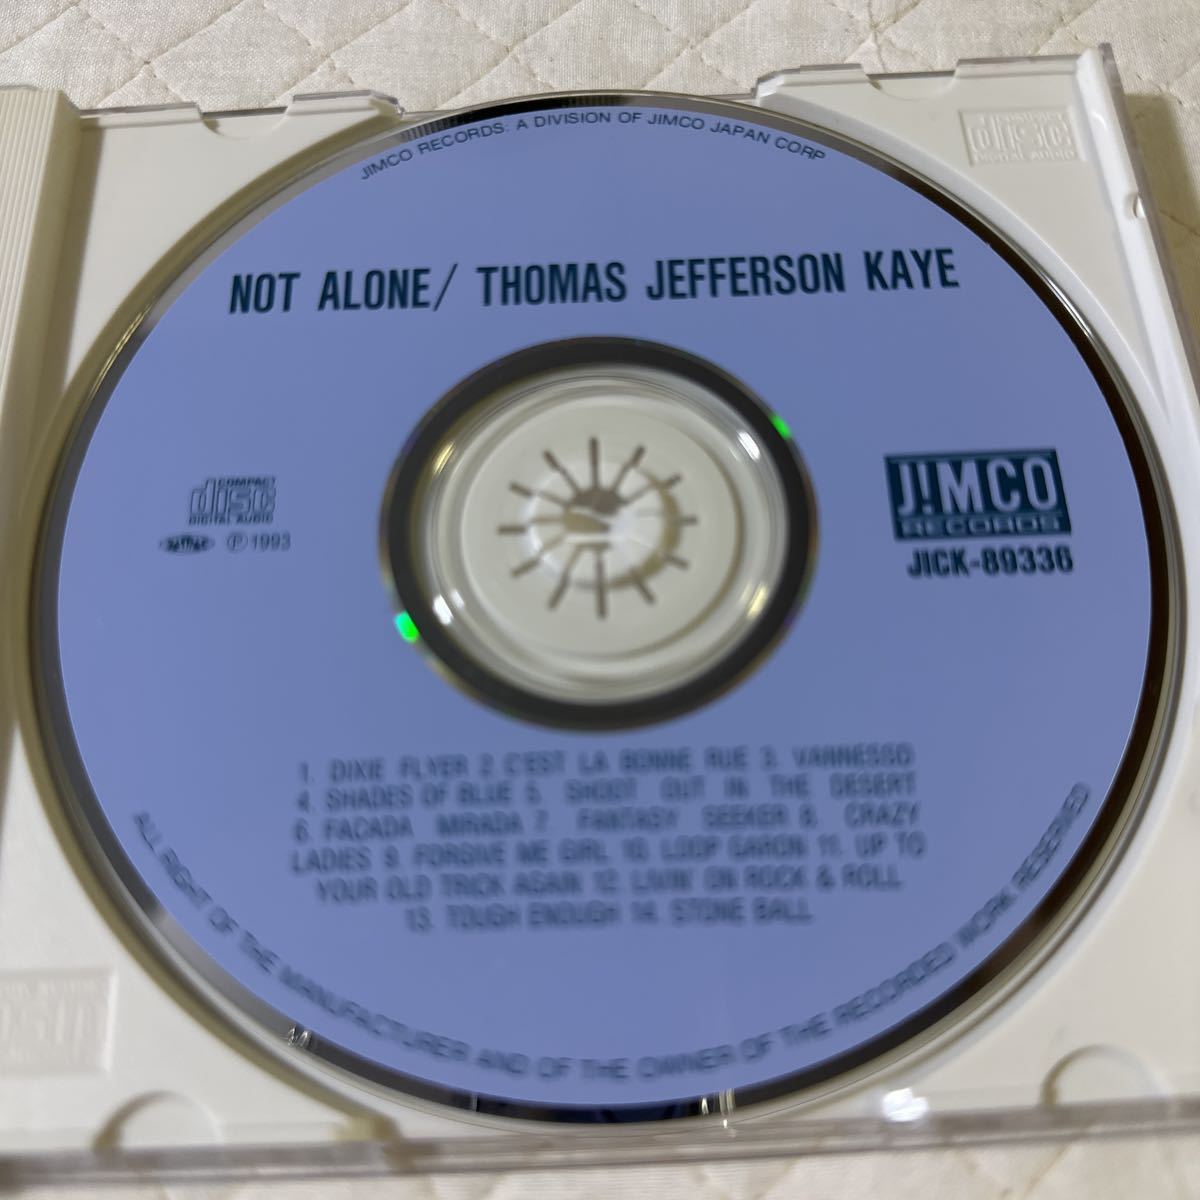 JIMCO RECORDS: A DIVISION OF JIMCO JAPAN CORP
NOT ALONE/ THOMAS JEFFERSON KAYE
COMPACT
disc
DIGITAL AUDIO
Ⓟ 1993
J!MCO
RECORDS
JICK-89336
1. DIXIE FLYER 2. C'EST LA BONNE RUE 3. VANNESSO
4. SHADES OF BLUE 5. SHOOT OUT IN THE DESERT
6. FACADA MIRADA 7. FANTASY SEEKER 8. CRAZY
LADIES 9. FORGIVE ME GIRL 10. LOOP GARON 11. UP TO
YOUR OLD TRICK AGAIN 12. LIVIN' ON ROCK & ROLL
13. TOUGH ENOUGH 14. STONE BALL
ALL RIGHT OF THE MANUFACTURER AND OF THE OWNER OF THE RECORDED WORK RESERVED
disc
DIGITAL AUDIO